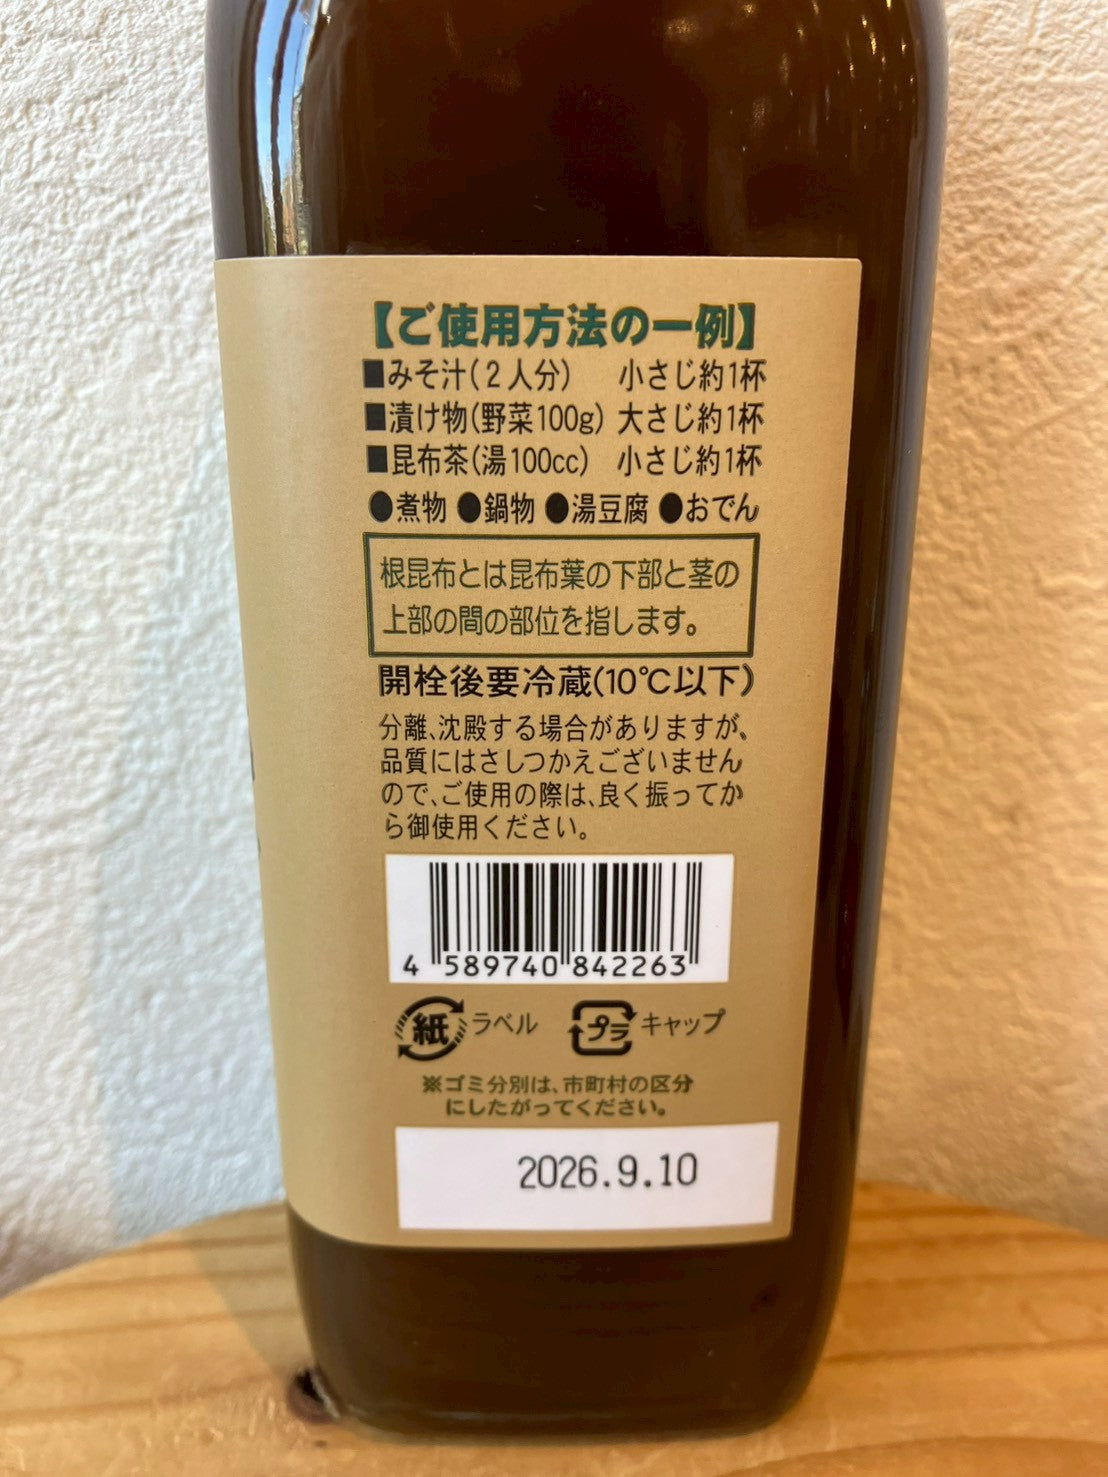 【ご使用方法の一例】
■みそ汁(２人分) 小さじ約1杯
■漬け物(野菜100g) 大さじ約1杯
■昆布茶(湯100cc) 小さじ約1杯
●煮物 ●鍋物 ●湯豆腐 ●おでん
根昆布とは昆布葉の下部と茎の
上部の間の部位を指します。
開栓後要冷蔵(10℃以下)
分離、沈殿する場合がありますが、
品質にはさしつかえございません
ので、ご使用の際は、良く振ってか
ら御使用ください。
4 589740 842263
紙 ラベル プラ キャップ
※ゴミ分別は、市町村の区分
にしたがってください。
2026.9.10